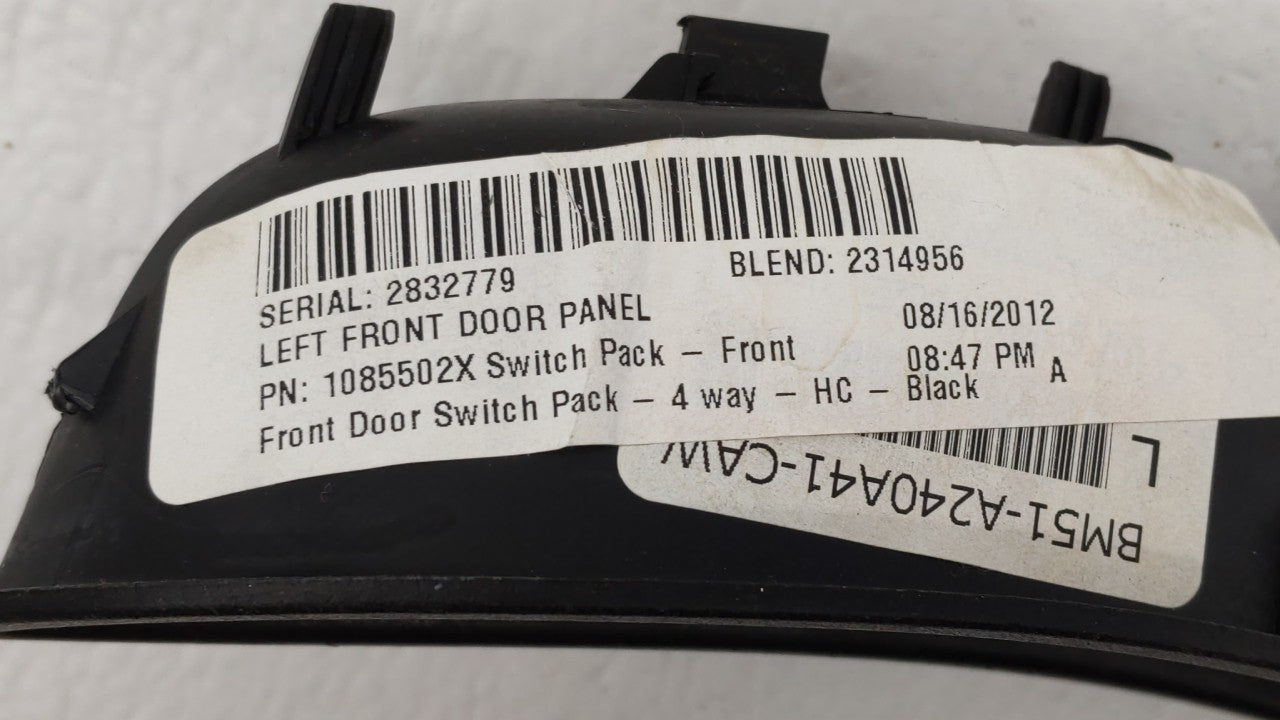 SERIAL: 2832779 BLEND: 2314956
LEFT FRONT DOOR PANEL 08/16/2012
PN: 1085502X Switch Pack - Front 08:47 PM A
Front Door Switch Pack - 4 way - HC - Black
BM51-A240A41-CAW
L